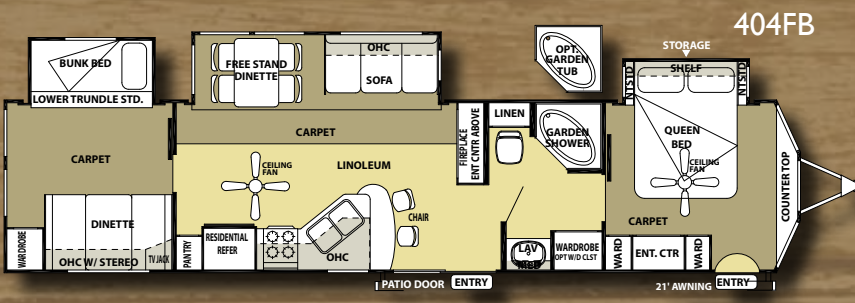 404FB
STORAGE
BUNK BED
LOWER TRUNDLE STD.
FREE STAND
DINETTE
OHC
SOFA
OPT.
GARDEN
TUB
NTSTD
SHELF
NTSTD
CARPET
CARPET
LINOLEUM
CEILING
FAN
FIREPLACE
ENT CNTR ABOVE
LINEN
GARDEN
SHOWER
QUEEN
BED
CEILING
FAN
COUNTER TOP
CHAIR
CARPET
WARDROBE
DINETTE
OHC W/ STEREO
TV JACK
PANTRY
RESIDENTIAL
REFER
OHC
LAV
MED
WARDROBE
OPT W/D CLST
WARD
ENT. CTR
WARD
PATIO DOOR
ENTRY
21' AWNING
ENTRY